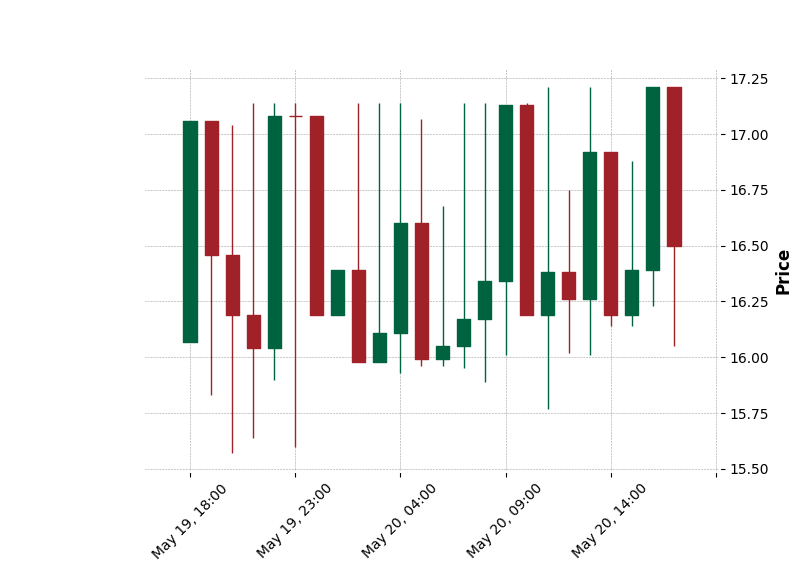 17.25
17.00
16.75
16.50
16.25
16.00
15.75
15.50
Price
May 19, 18:00
May 19, 23:00
May 20, 04:00
May 20, 09:00
May 20, 14:00